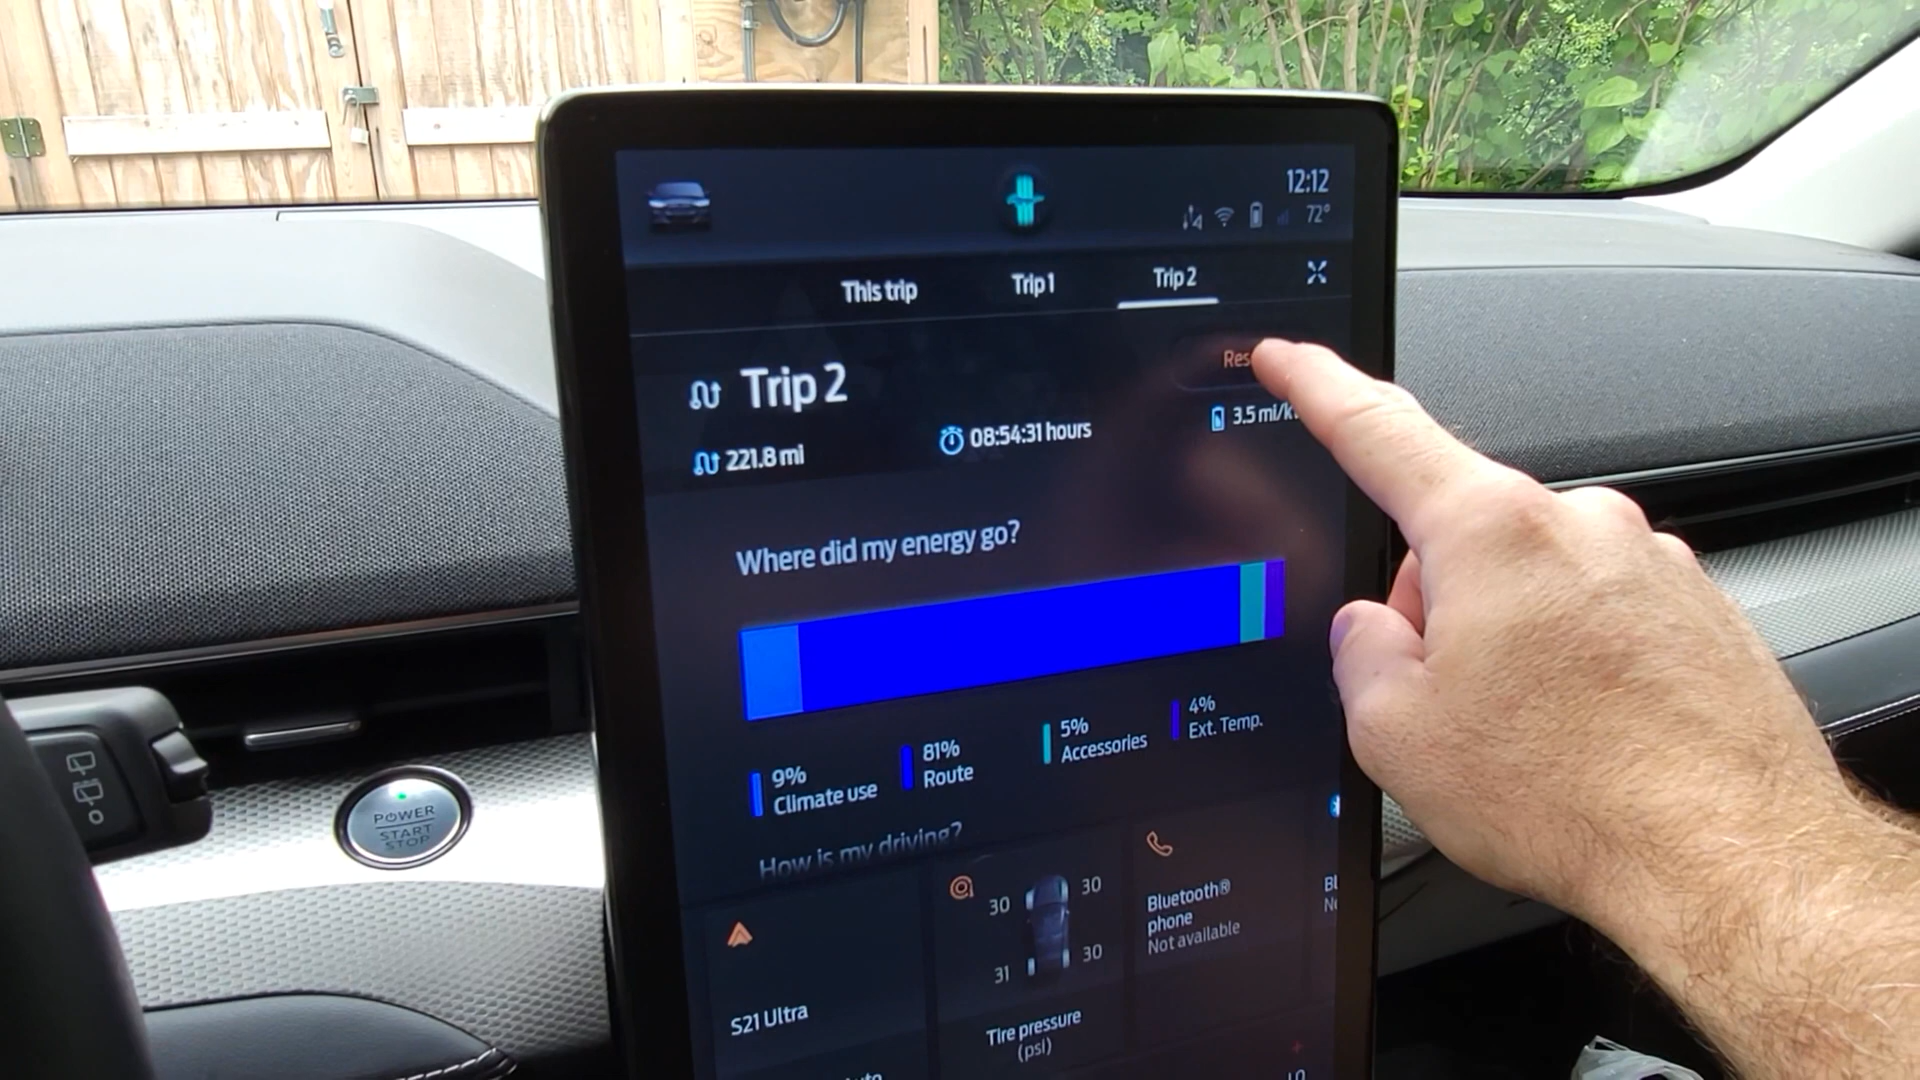 12:12
72°
This trip
Trip 1
Trip 2
Trip 2
221.8 mi
08:54:31 hours
3.5 mi/k
Where did my energy go?
9%
Climate use
81%
Route
5%
Accessories
4%
Ext. Temp.
How is my driving?
S21 Ultra
30
30
31
30
Tire pressure
(psi)
Bluetooth®
phone
Not available
POWER
START
STOP